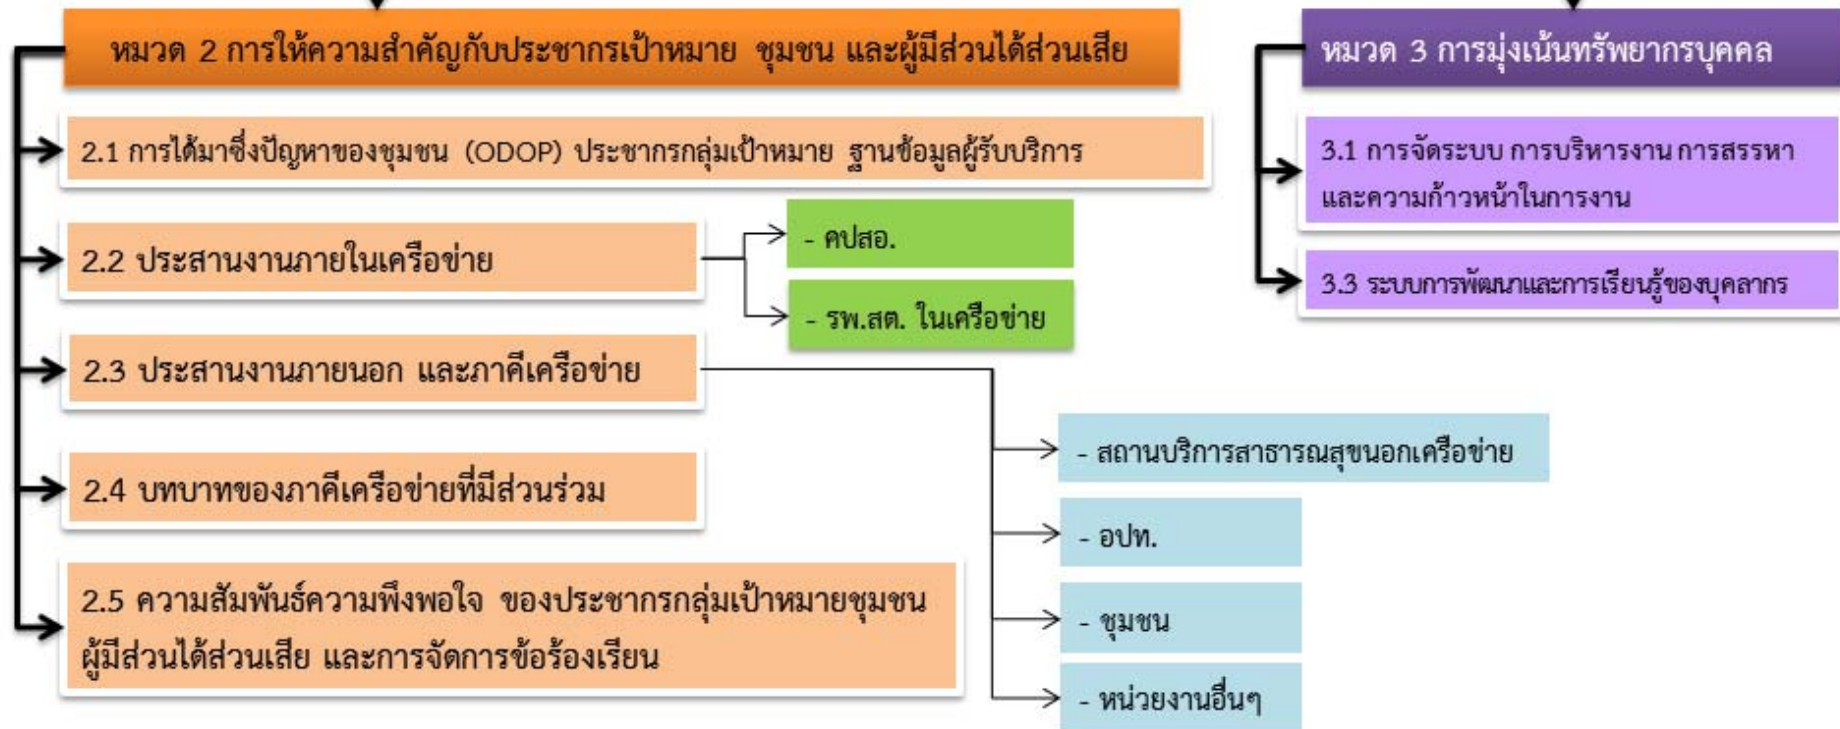 หมวด 2 การให้ความสำคัญกับประชากรเป้าหมาย ชุมชน และผู้มีส่วนได้ส่วนเสีย
2.1 การได้มาซึ่งปัญหาของชุมชน (ODOP) ประชากรกลุ่มเป้าหมาย ฐานข้อมูลผู้รับบริการ
2.2 ประสานงานภายในเครือข่าย
- คปสอ.
- รพ.สต. ในเครือข่าย
2.3 ประสานงานภายนอก และภาคีเครือข่าย
- สถานบริการสาธารณสุขนอกเครือข่าย
- อปท.
- ชุมชน
- หน่วยงานอื่นๆ
2.4 บทบาทของภาคีเครือข่ายที่มีส่วนร่วม
2.5 ความสัมพันธ์ความพึงพอใจ ของประชากรกลุ่มเป้าหมายชุมชน
ผู้มีส่วนได้ส่วนเสีย และการจัดการข้อร้องเรียน
หมวด 3 การมุ่งเน้นทรัพยากรบุคคล
3.1 การจัดระบบ การบริหารงาน การสรรหา
และความก้าวหน้าในการงาน
3.3 ระบบการพัฒนาและการเรียนรู้ของบุคลากร